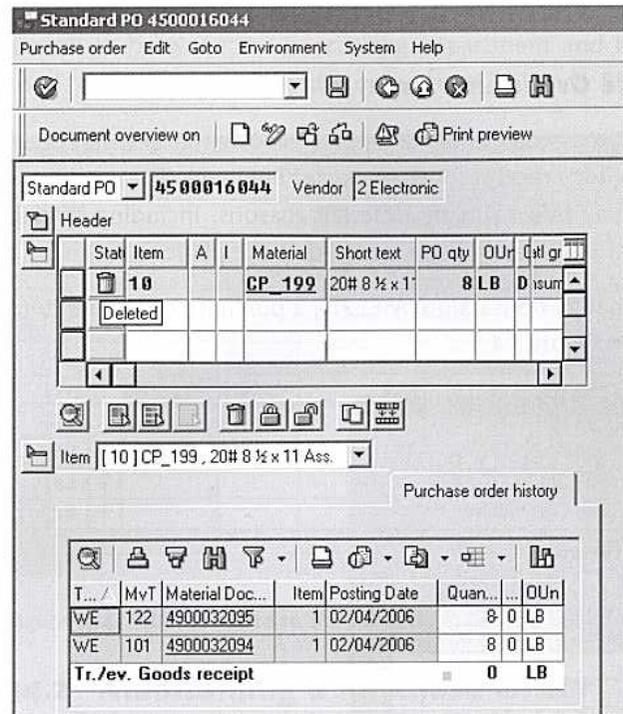 Standard PO 4500016044
Purchase order Edit Goto Environment System Help
Document overview on Print preview
Standard PO 4500016044 Vendor 2 Electronic
Header
Stat Item A I Material Short text PO qty OUn C atl gr
10 CP_199 20# 8 ½ x 1 8 LB D nsum
Deleted
Item [ 10 ] CP_199 , 20# 8 ½ x 11 Ass.
Purchase order history
T... MvT Material Doc... Item Posting Date Quan... ... OUn
WE 122 4900032095 1 02/04/2006 8- 0 LB
WE 101 4900032094 1 02/04/2006 8 0 LB
Tr./ev. Goods receipt 0 LB